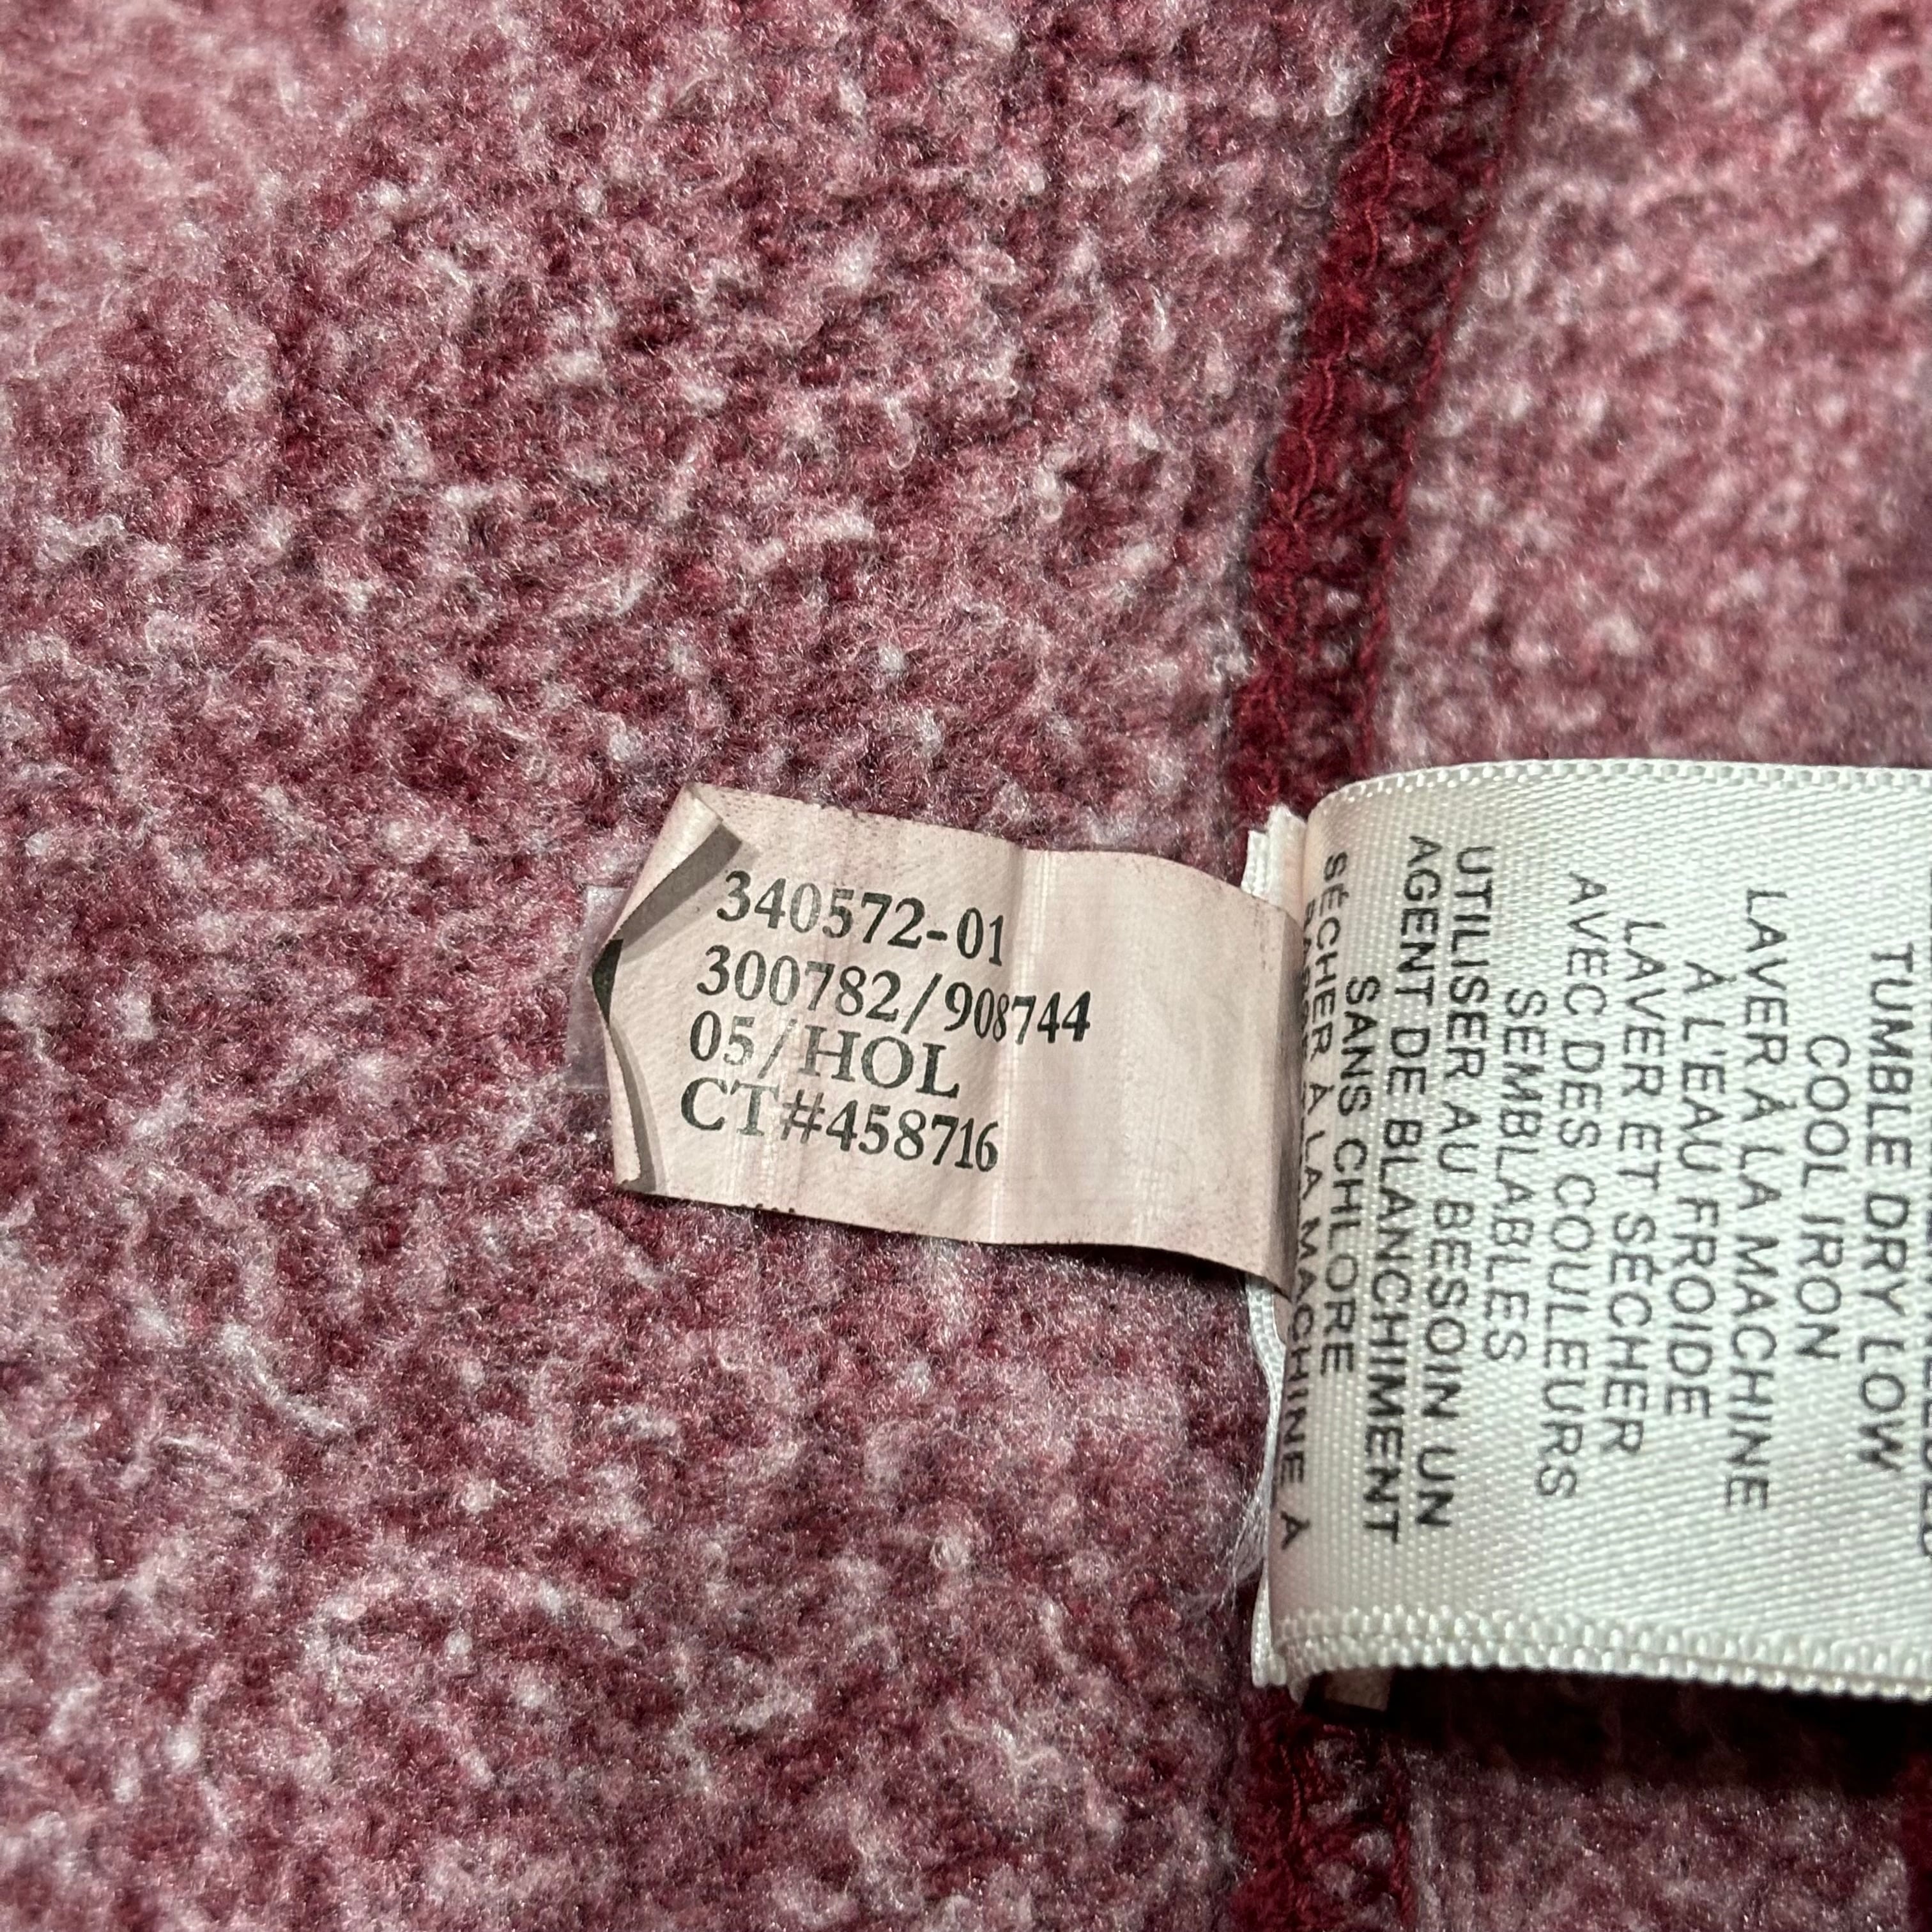 340572-01
300782/908744
05/HOL
CT#458716
TUMBLE DRY LOW
COOL IRON
LAVER À LA MACHINE
À L'EAU FROIDE
LAVER ET SÉCHER
AVEC DES COULEURS
SEMBLABLES
UTILISER AU BESOIN UN
AGENT DE BLANCHIMENT
SANS CHLORE
SÉCHER À LA MACHINE À